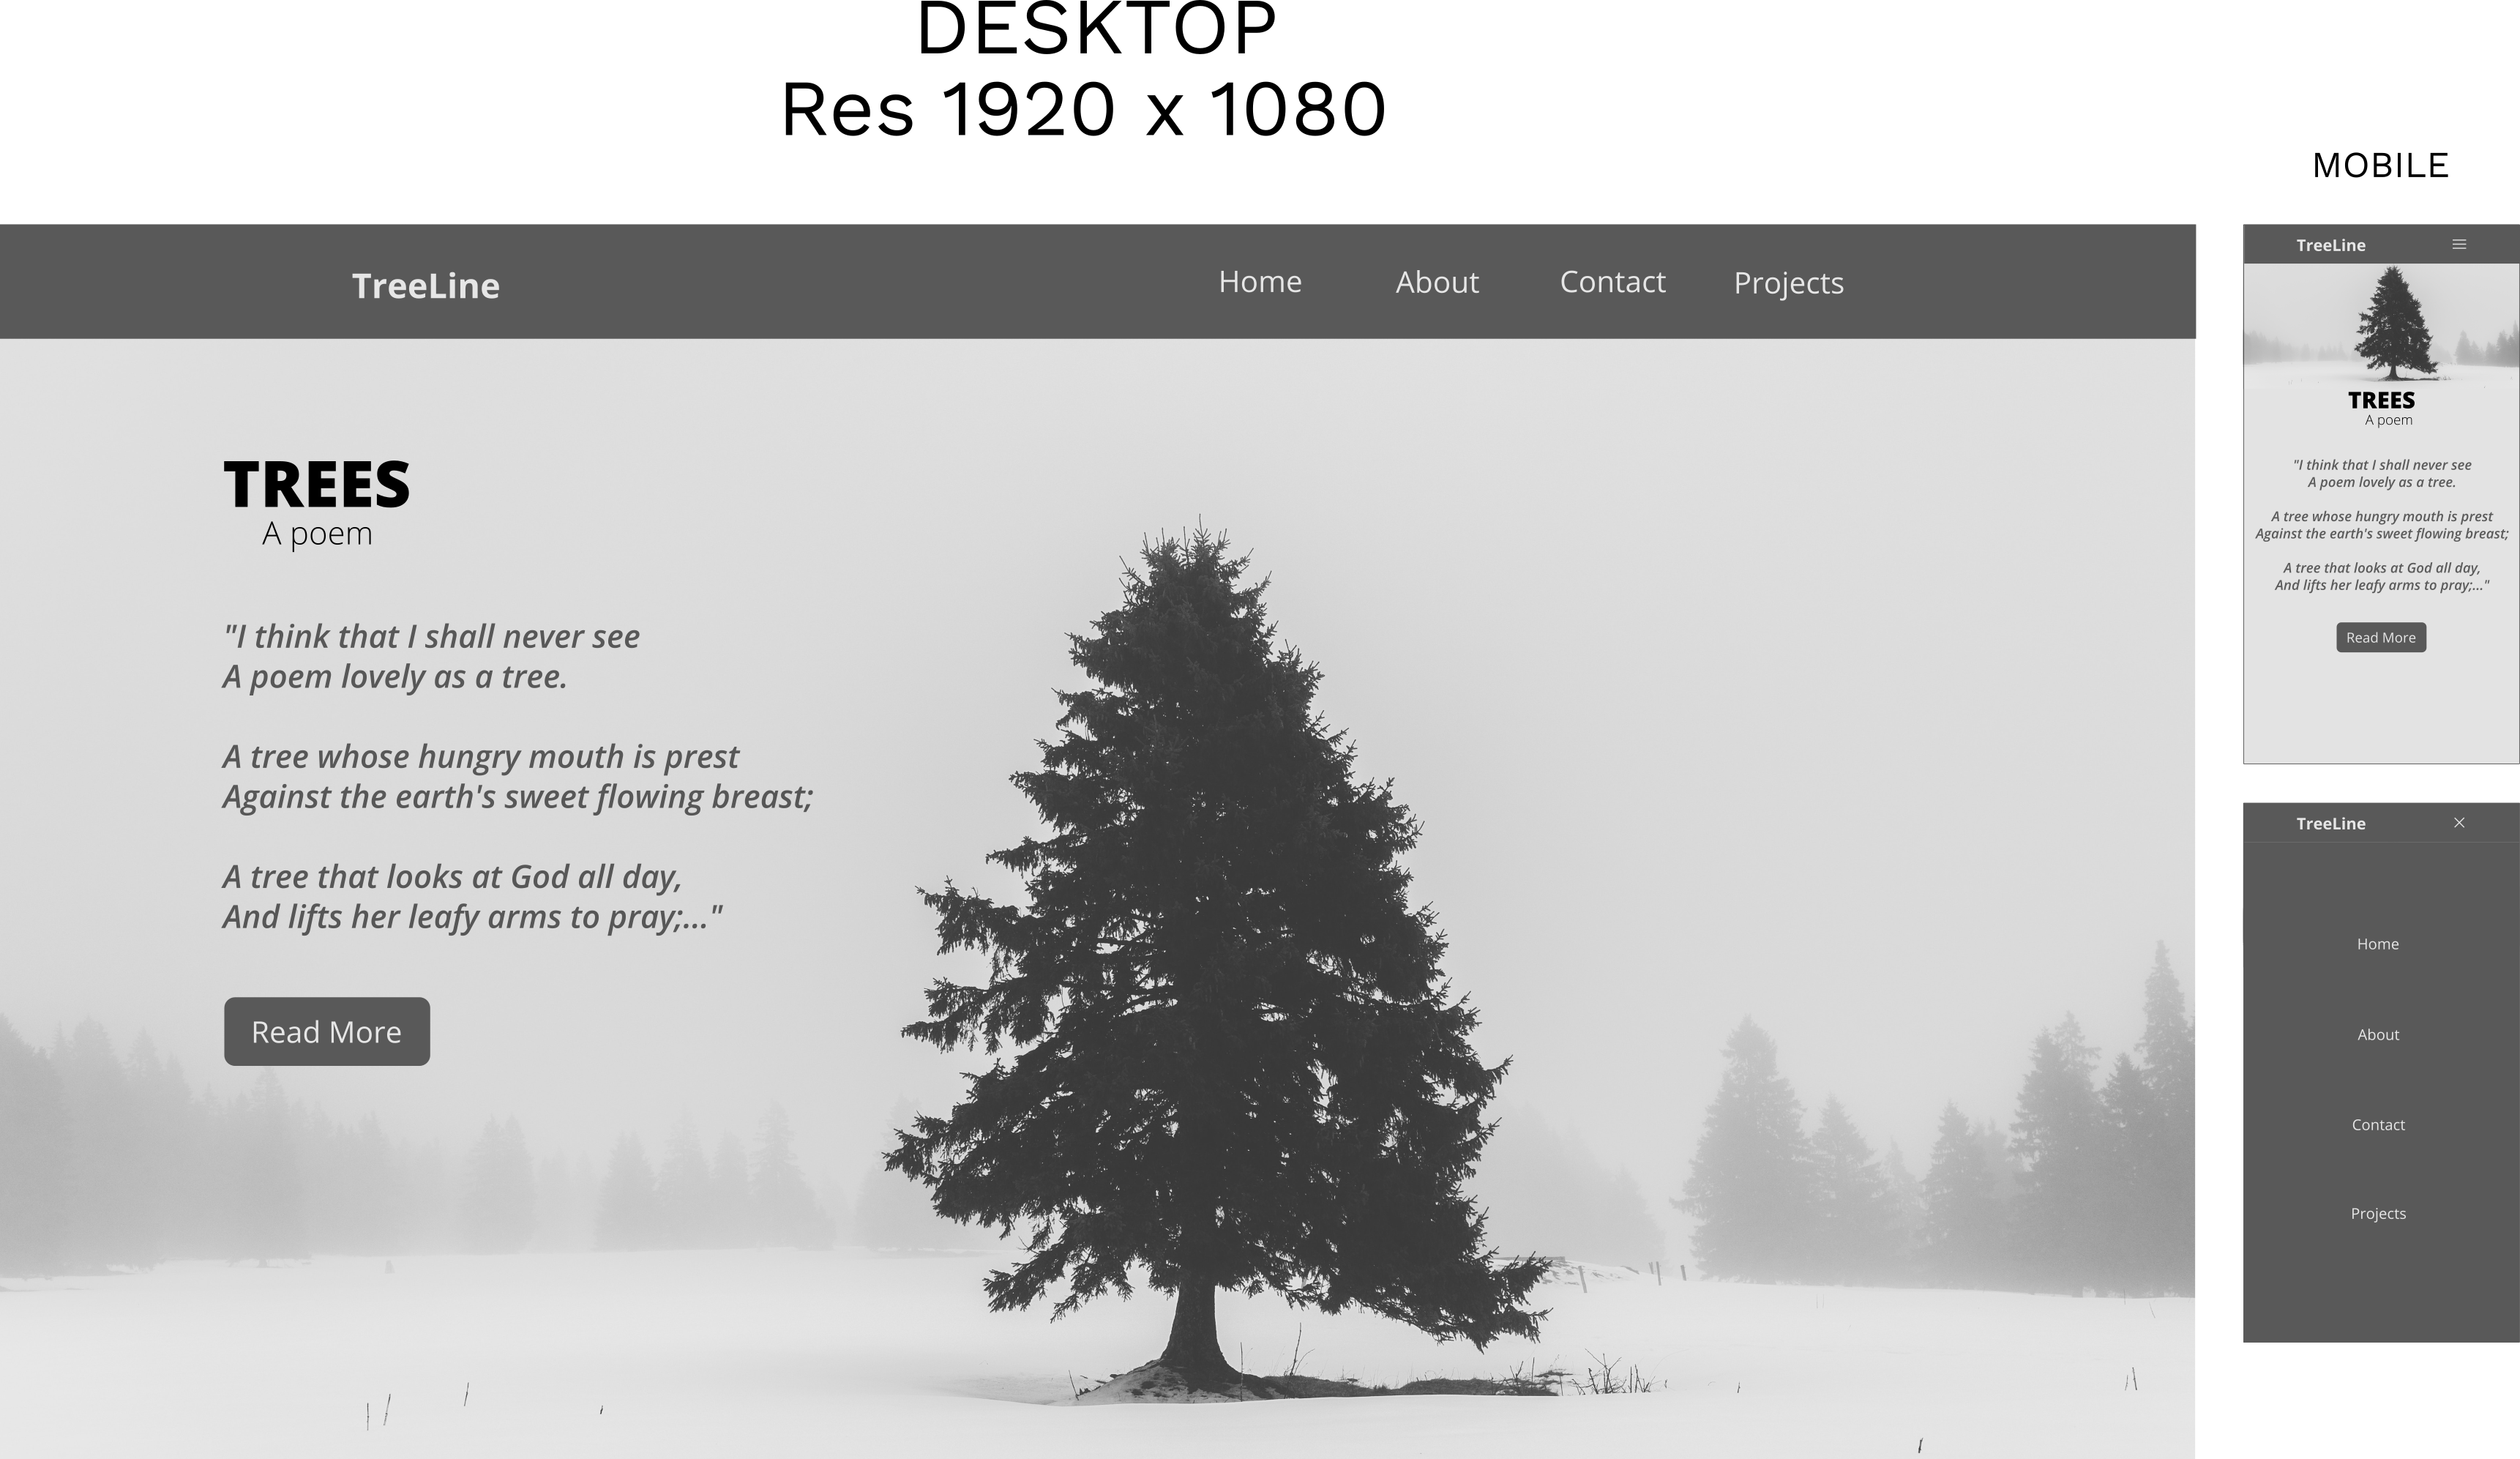 DESKTOP
Res 1920 x 1080
TreeLine
Home
About
Contact
Projects
TREES
A poem
"I think that I shall never see
A poem lovely as a tree.
A tree whose hungry mouth is prest
Against the earth's sweet flowing breast;
A tree that looks at God all day,
And lifts her leafy arms to pray;..."
Read More
MOBILE
TreeLine
TREES
A poem
"I think that I shall never see
A poem lovely as a tree.
A tree whose hungry mouth is prest
Against the earth's sweet flowing breast;
A tree that looks at God all day,
And lifts her leafy arms to pray;..."
Read More
TreeLine
Home
About
Contact
Projects